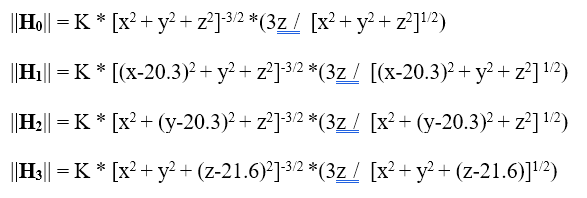 ||H₀|| = K * [x² + y² + z²]⁻³/² *(3z / [x² + y² + z²]¹/²)
||H₁|| = K * [(x-20.3)² + y² + z²]⁻³/² *(3z / [(x-20.3)² + y² + z²] ¹/²)
||H₂|| = K * [x² + (y-20.3)² + z²]⁻³/² *(3z / [x² + (y-20.3)² + z²] ¹/²)
||H₃|| = K * [x² + y² + (z-21.6)²]⁻³/² *(3z / [x² + y² + (z-21.6)]¹/²)